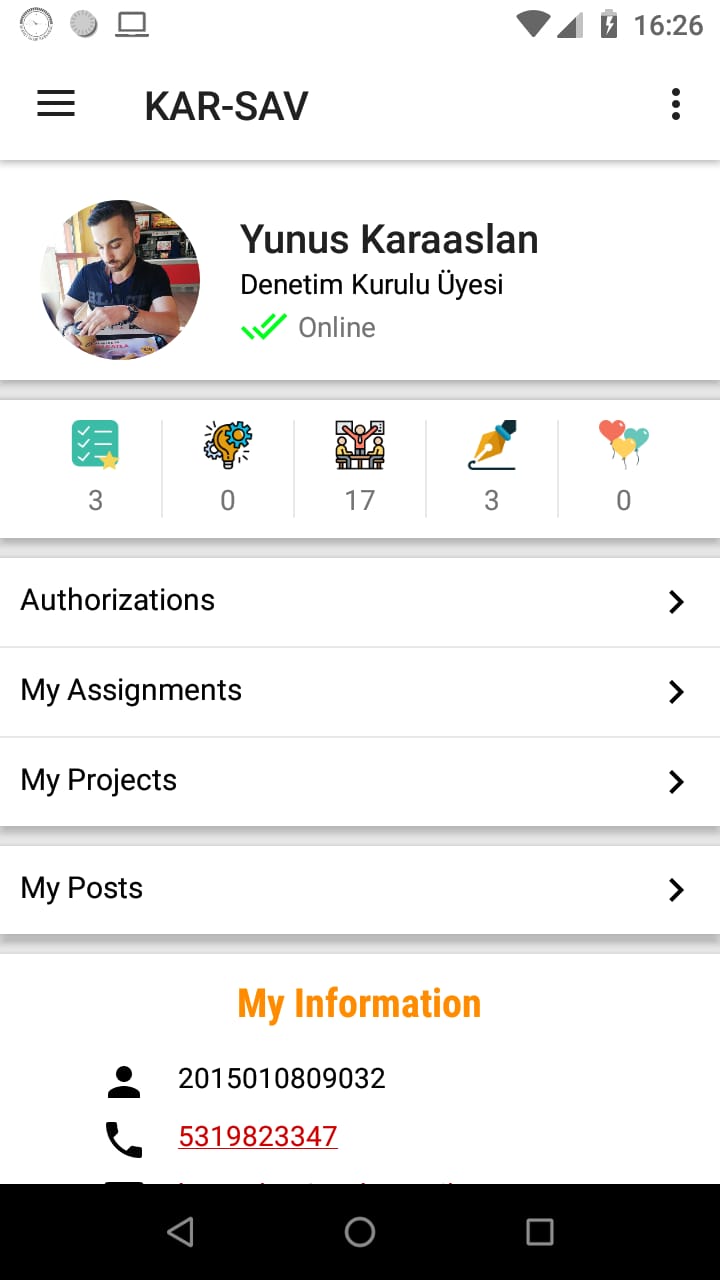 16:26
KAR-SAV
Yunus Karaaslan
Denetim Kurulu Üyesi
Online
3
0
17
3
0
Authorizations
My Assignments
My Projects
My Posts
My Information
2015010809032
5319823347